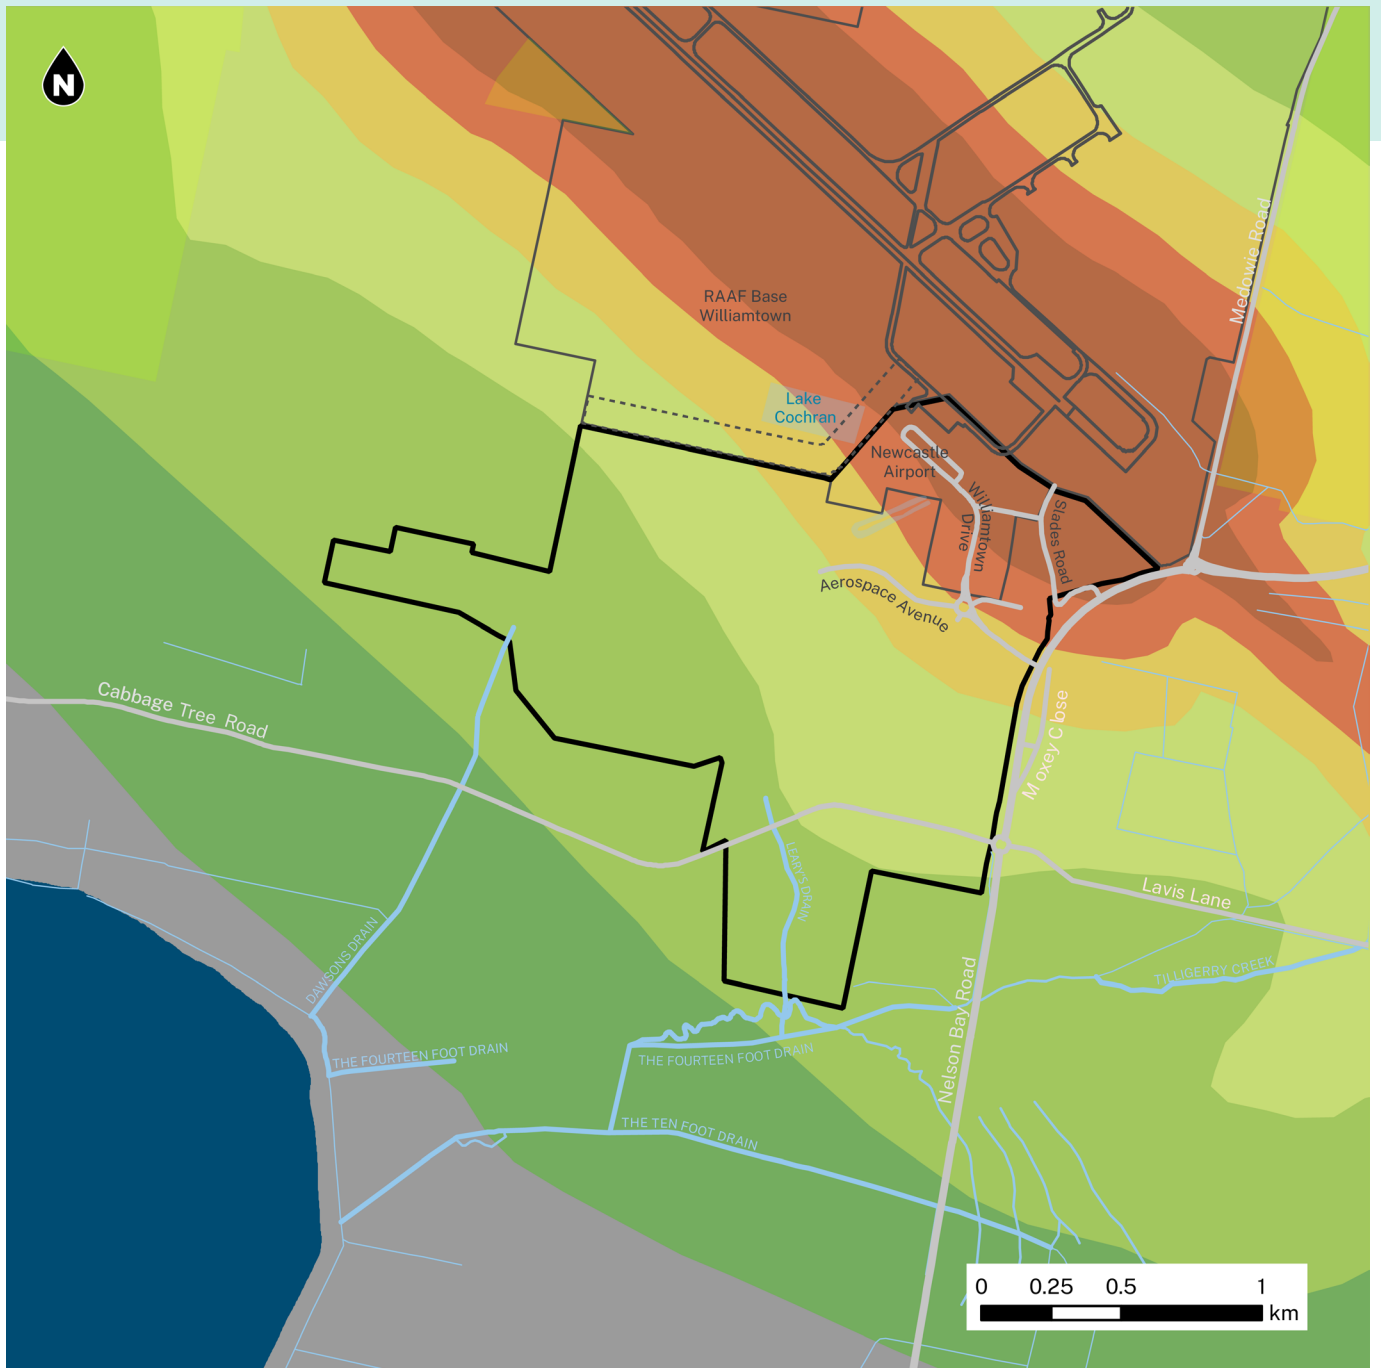 N
Medowie Road
RAAF Base
Williamtown
Lake
Cochran
Newcastle
Airport
Williamtown
Drive
Slades Road
Aerospace Avenue
Cabbage Tree Road
Moxey Close
LEARY'S DRAIN
Lavis Lane
DAWSONS DRAIN
TILLIGERRY CREEK
Nelson Bay Road
THE FOURTEEN FOOT DRAIN
THE FOURTEEN FOOT DRAIN
THE TEN FOOT DRAIN
0 0.25 0.5 1
km